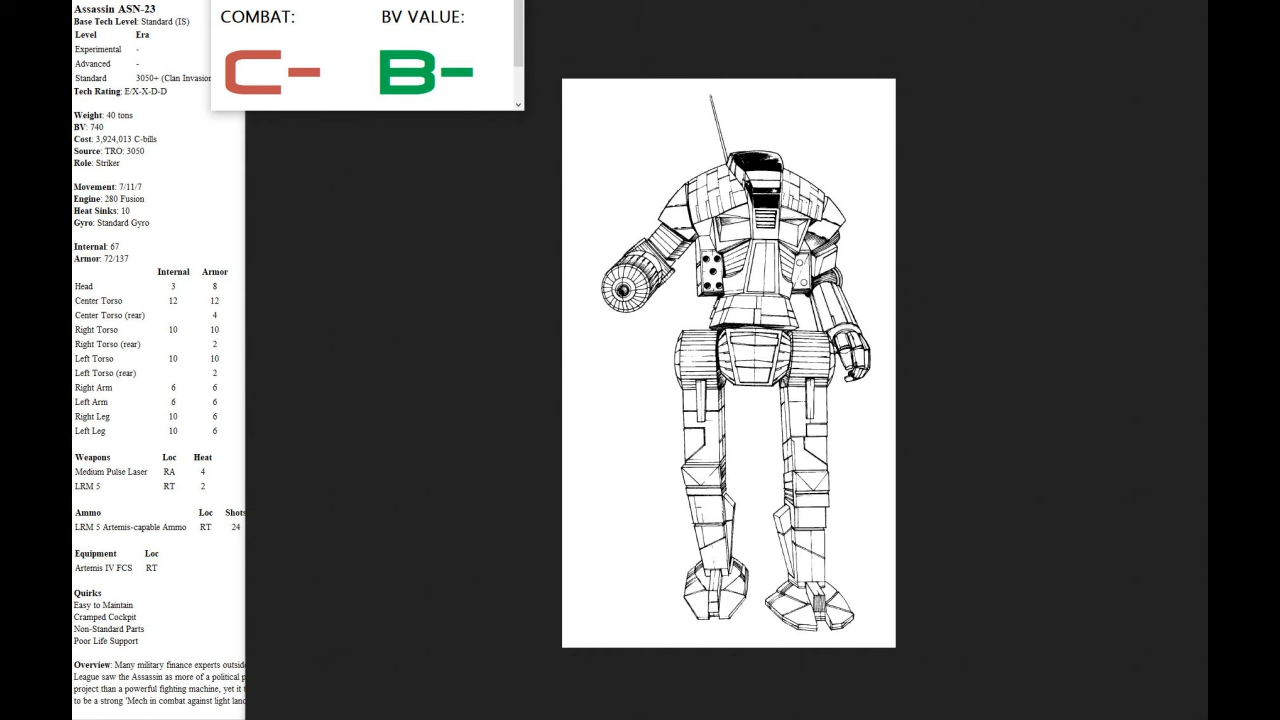 Assassin ASN-23
Base Tech Level: Standard (IS)
Level Era
Experimental -
Advanced -
Standard 3050+ (Clan Invasion
Tech Rating: E/X-X-D-D
Weight: 40 tons
BV: 740
Cost: 3,924,013 C-bills
Source: TRO: 3050
Role: Striker
Movement: 7/11/7
Engine: 280 Fusion
Heat Sinks: 10
Gyro: Standard Gyro
Internal: 67
Armor: 72/137
Internal Armor
Head 3 8
Center Torso 12 12
Center Torso (rear) 4
Right Torso 10 10
Right Torso (rear) 2
Left Torso 10 10
Left Torso (rear) 2
Right Arm 6 6
Left Arm 6 6
Right Leg 10 6
Left Leg 10 6
Weapons Loc Heat
Medium Pulse Laser RA 4
LRM 5 RT 2
Ammo Loc Shots
LRM 5 Artemis-capable Ammo RT 24
Equipment Loc
Artemis IV FCS RT
Quirks
Easy to Maintain
Cramped Cockpit
Non-Standard Parts
Poor Life Support
Overview: Many military finance experts outside
League saw the Assassin as more of a political p
project than a powerful fighting machine, yet it
to be a strong 'Mech in combat against light
COMBAT: BV VALUE:
C- B-